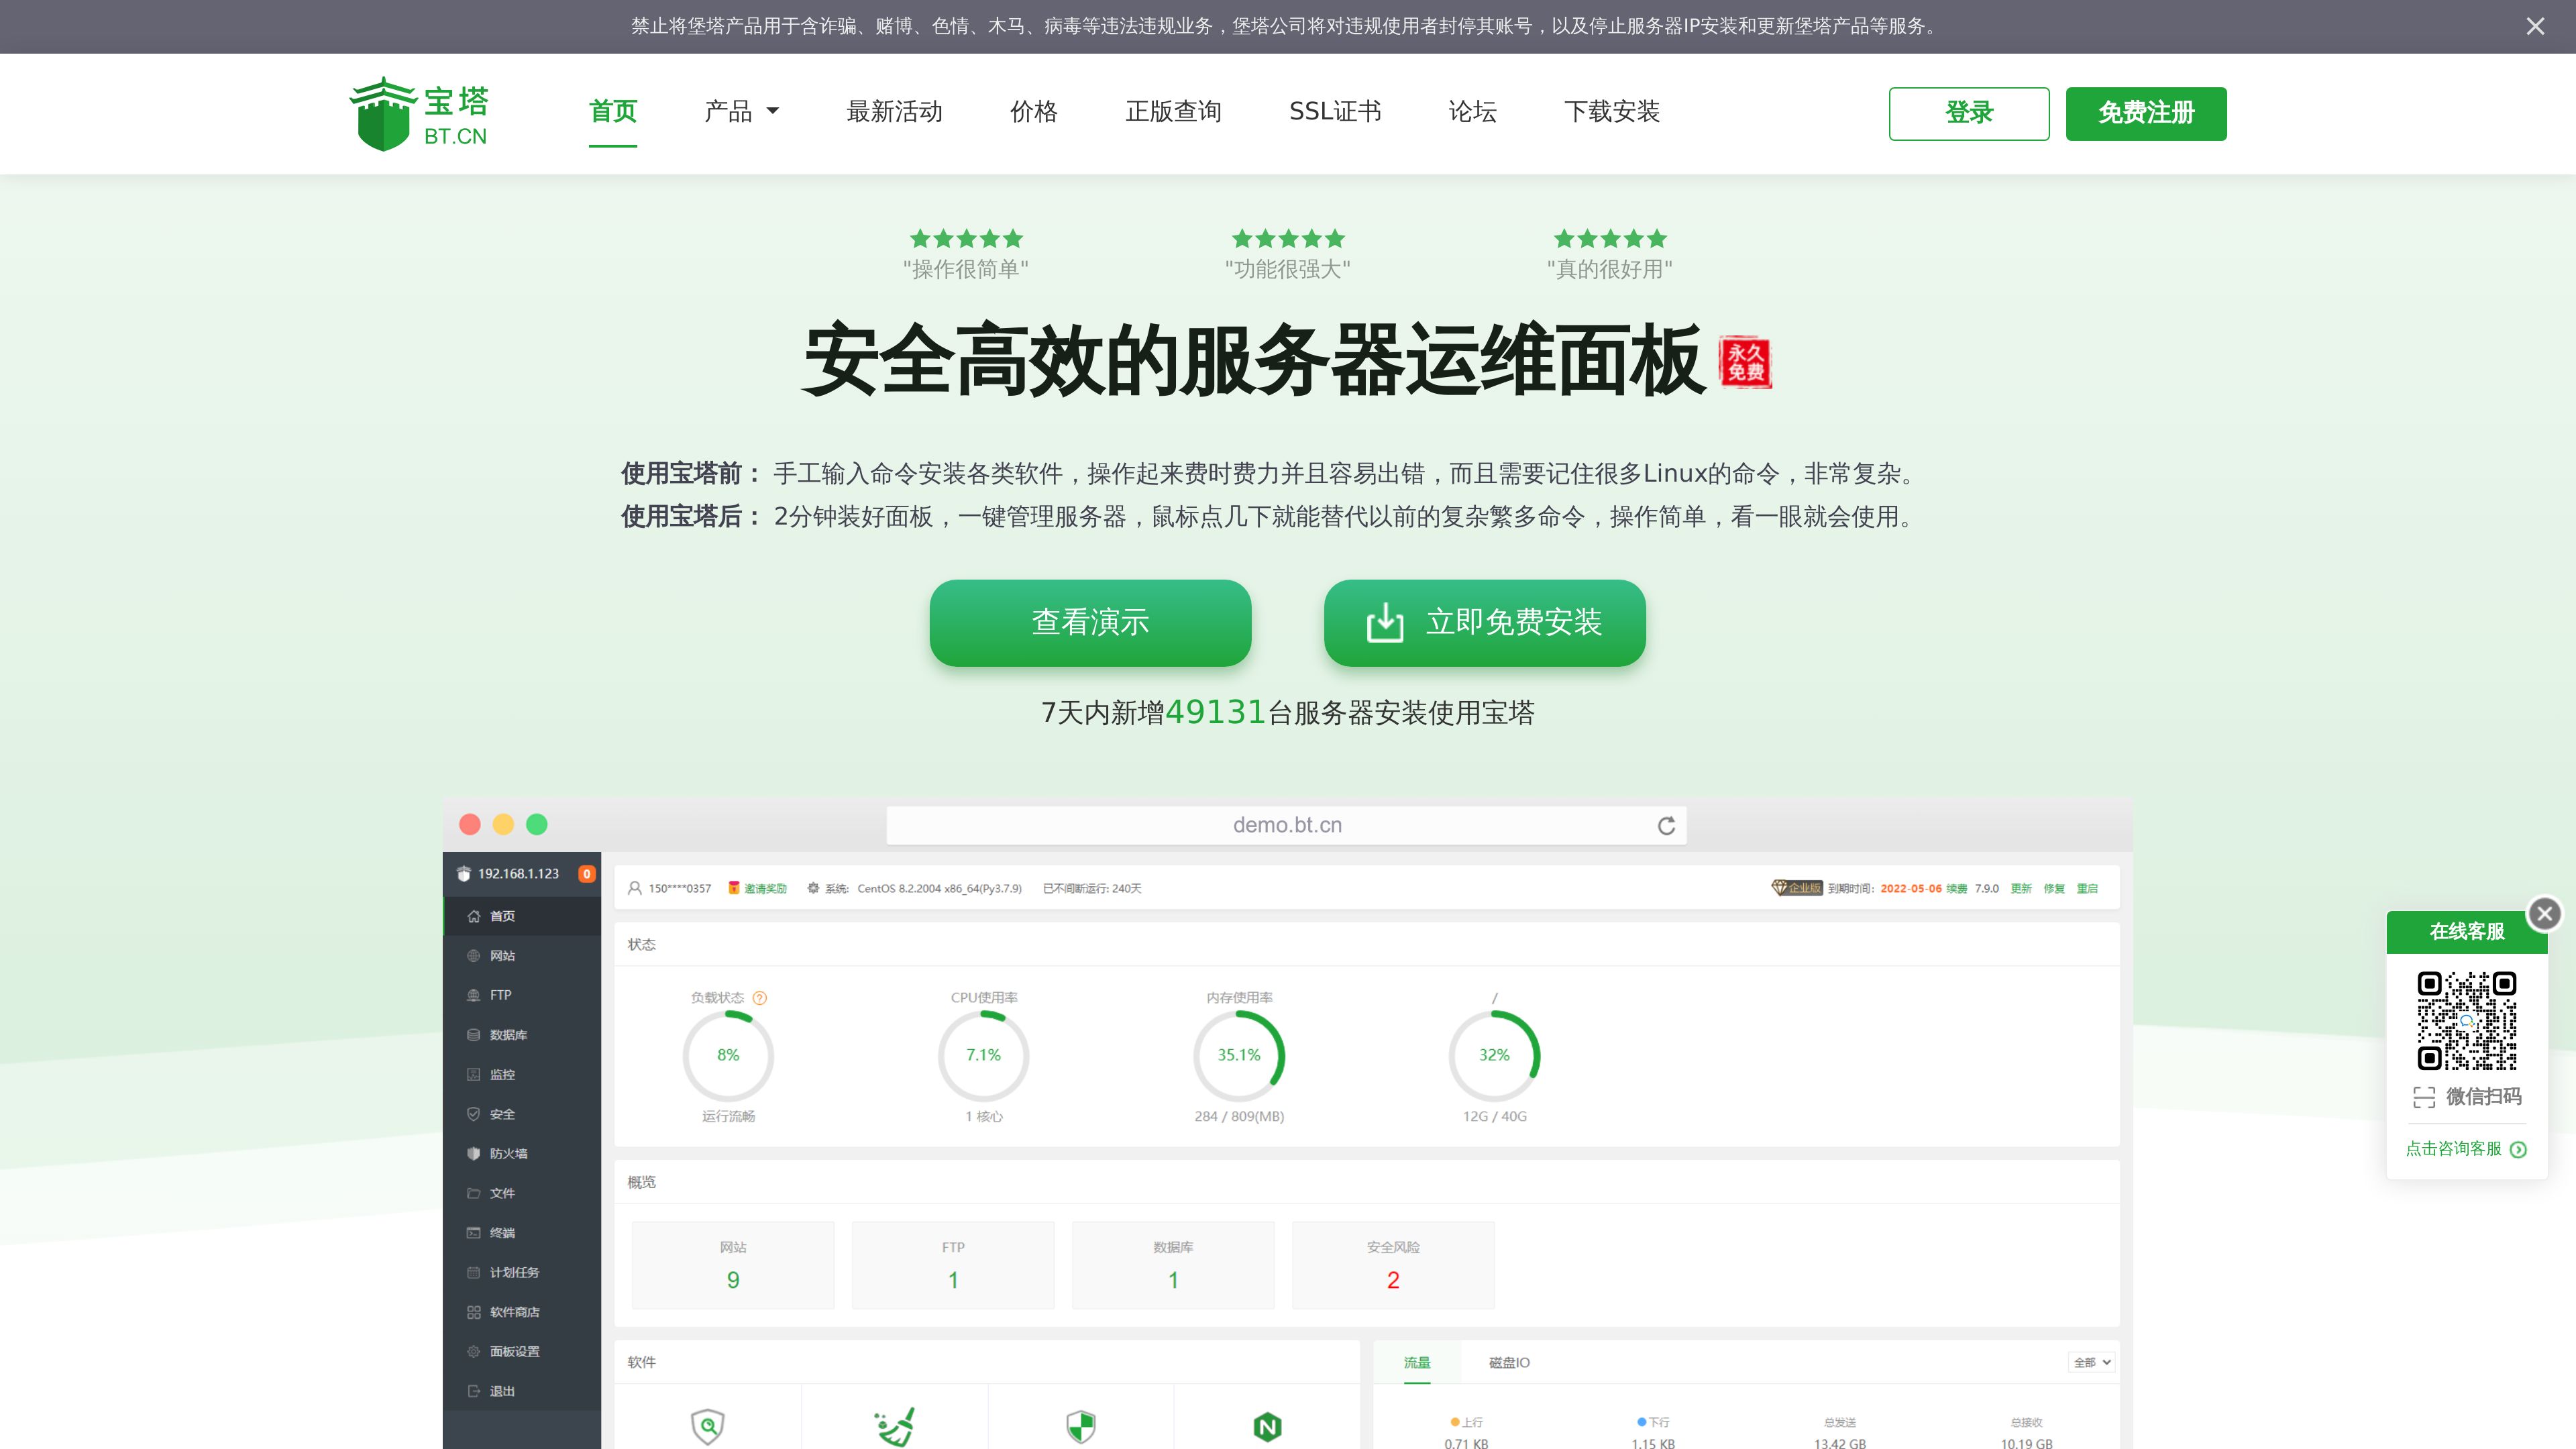 禁止将堡塔产品用于含诈骗、赌博、色情、木马、病毒等违法违规业务，堡塔公司将对违规使用者封停其账号，以及停止服务器IP安装和更新堡塔产品等服务。
宝塔
BT.CN
首页 产品 最新活动 价格 正版查询 SSL证书 论坛 下载安装 登录 免费注册
"操作很简单" "功能很强大" "真的很好用"
安全高效的服务器运维面板 永久免费
使用宝塔前： 手工输入命令安装各类软件，操作起来费时费力并且容易出错，而且需要记住很多Linux的命令，非常复杂。
使用宝塔后： 2分钟装好面板，一键管理服务器，鼠标点几下就能替代以前的复杂繁多命令，操作简单，看一眼就会使用。
查看演示 立即免费安装
7天内新增49131台服务器安装使用宝塔
demo.bt.cn
192.168.1.123 0
首页
网站
FTP
数据库
监控
安全
防火墙
文件
终端
计划任务
软件商店
面板设置
退出
150****0357 邀请奖励 系统: CentOS 8.2.2004 x86_64(Py3.7.9) 已不间断运行: 240天 企业版 到期时间: 2022-05-06 续费 7.9.0 更新 修复 重启
状态
负载状态 ? CPU使用率 内存使用率 /
8% 7.1% 35.1% 32%
运行流畅 1 核心 284 / 809(MB) 12G / 40G
概览
网站 FTP 数据库 安全风险
9 1 1 2
软件
流量 磁盘IO 全部
上行 下行 总发送 总接收
0.71 KB 1.15 KB 13.42 GB 10.19 GB
N
在线客服
微信扫码
点击咨询客服